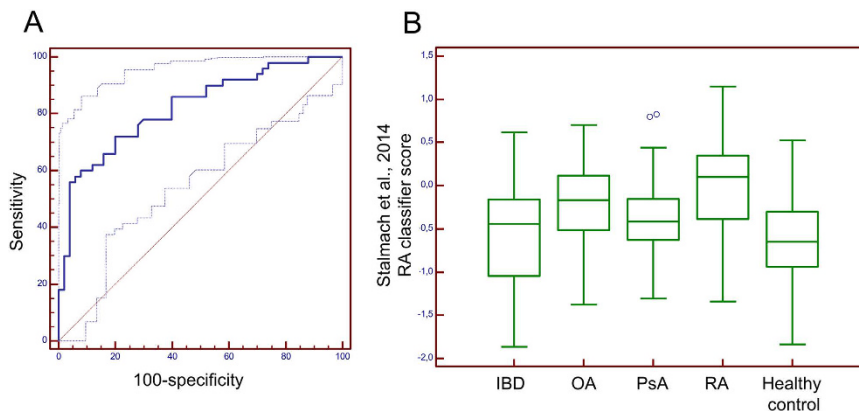 A
Sensitivity
100
80
60
40
20
0
0 20 40 60 80 100
100-specificity
B
Stalmach et al., 2014
RA classifier score
1,5
1,0
0,5
0,0
-0,5
-1,0
-1,5
-2,0
IBD OA PsA RA Healthy
control